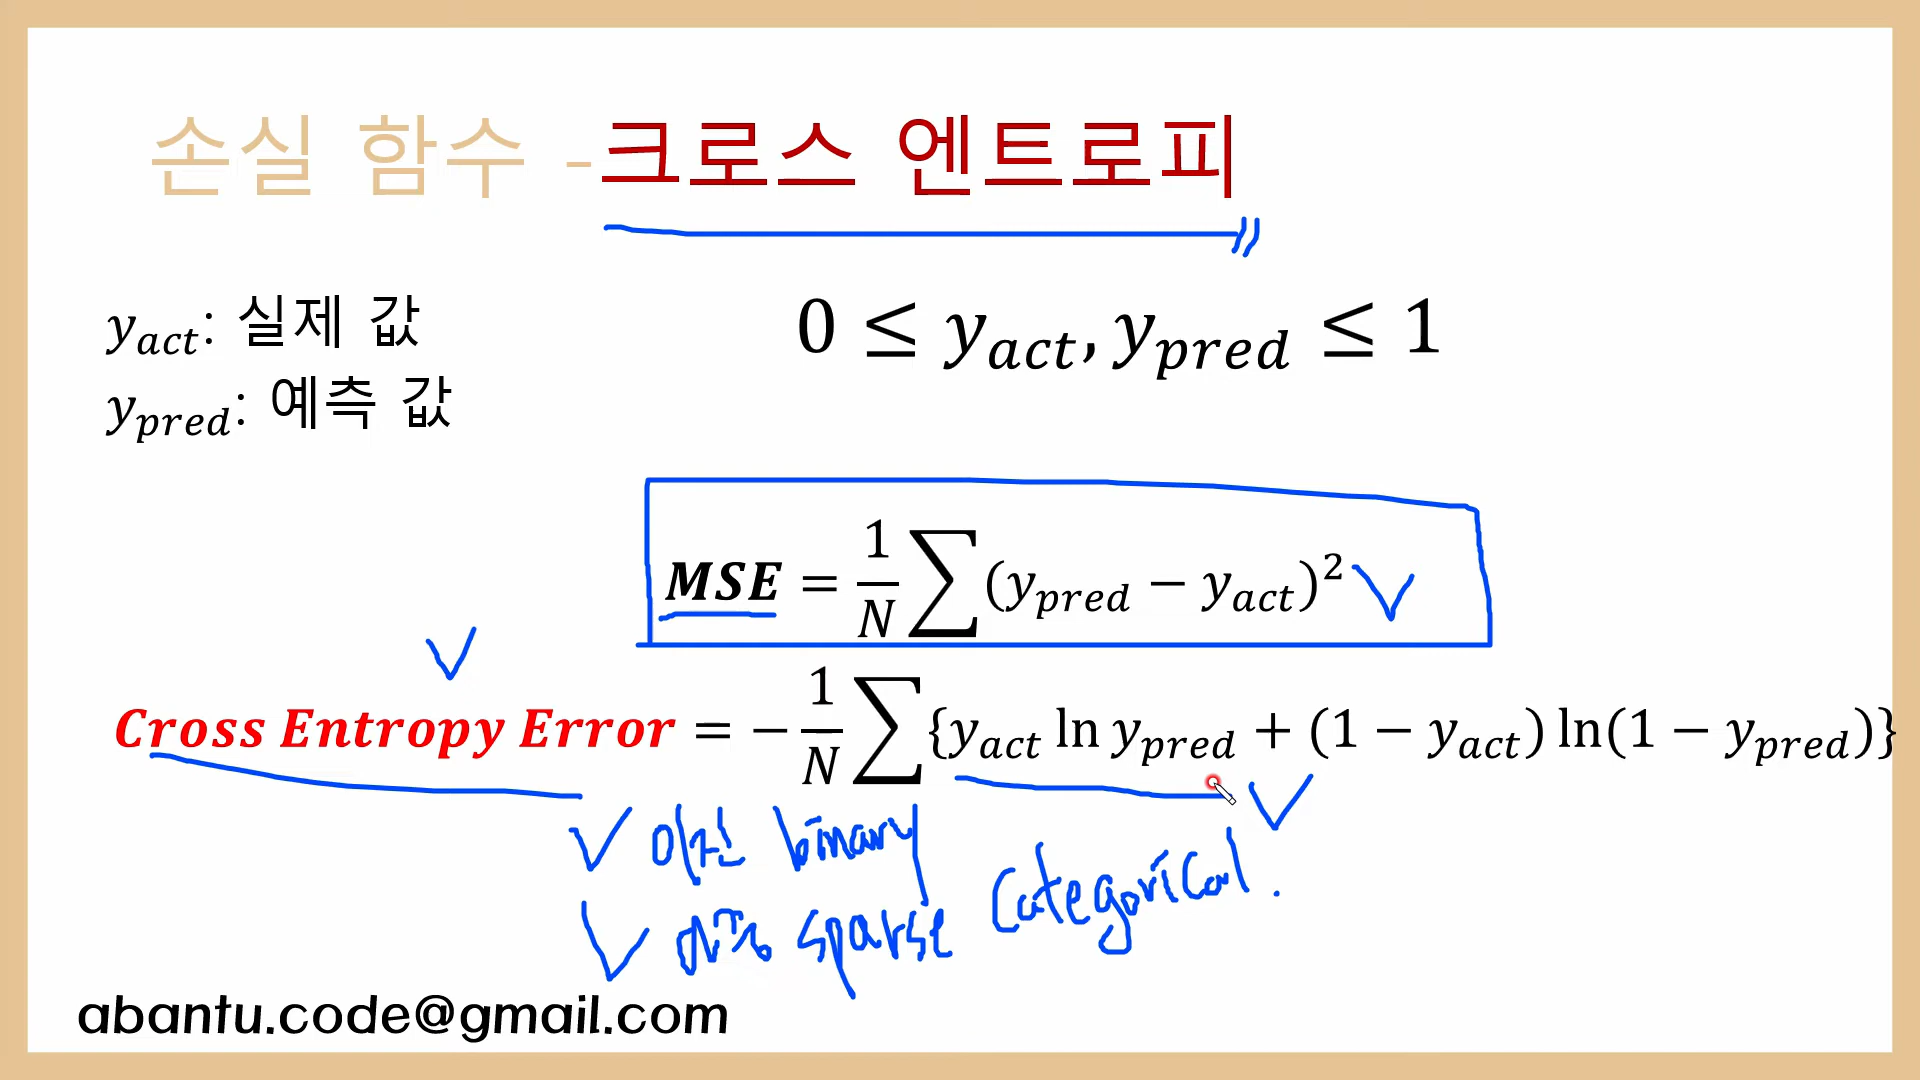 손실 함수 -크로스 엔트로피
y_act: 실제 값
0 ≤ y_act, y_pred ≤ 1
y_pred: 예측 값
MSE = 1/N ∑(y_pred − y_act)²
Cross Entropy Error = − 1/N ∑{y_act ln y_pred + (1 − y_act) ln(1 − y_pred)}
이진 binary
sparse Categorical.
abantu.code@gmail.com